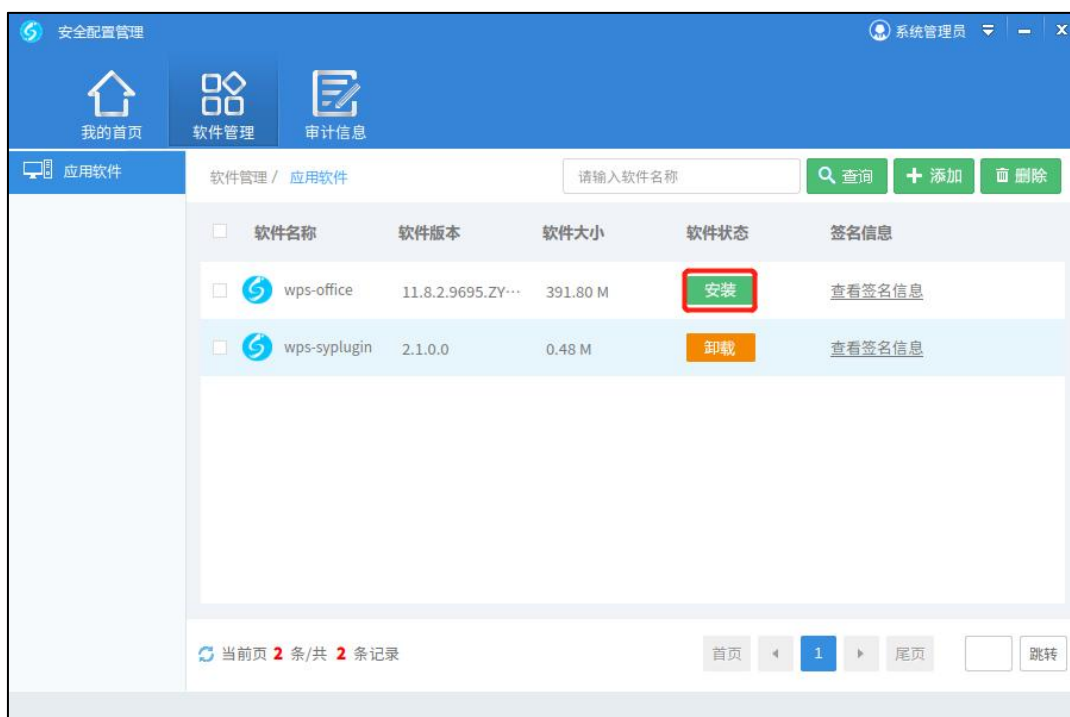 安全配置管理
系统管理员
我的首页
软件管理
审计信息
应用软件
软件管理 / 应用软件
请输入软件名称
查询
添加
删除
软件名称 软件版本 软件大小 软件状态 签名信息
wps-office 11.8.2.9695.ZY··· 391.80 M 安装 查看签名信息
wps-syplugin 2.1.0.0 0.48 M 卸载 查看签名信息
当前页 2 条/共 2 条记录
首页 1 尾页 跳转